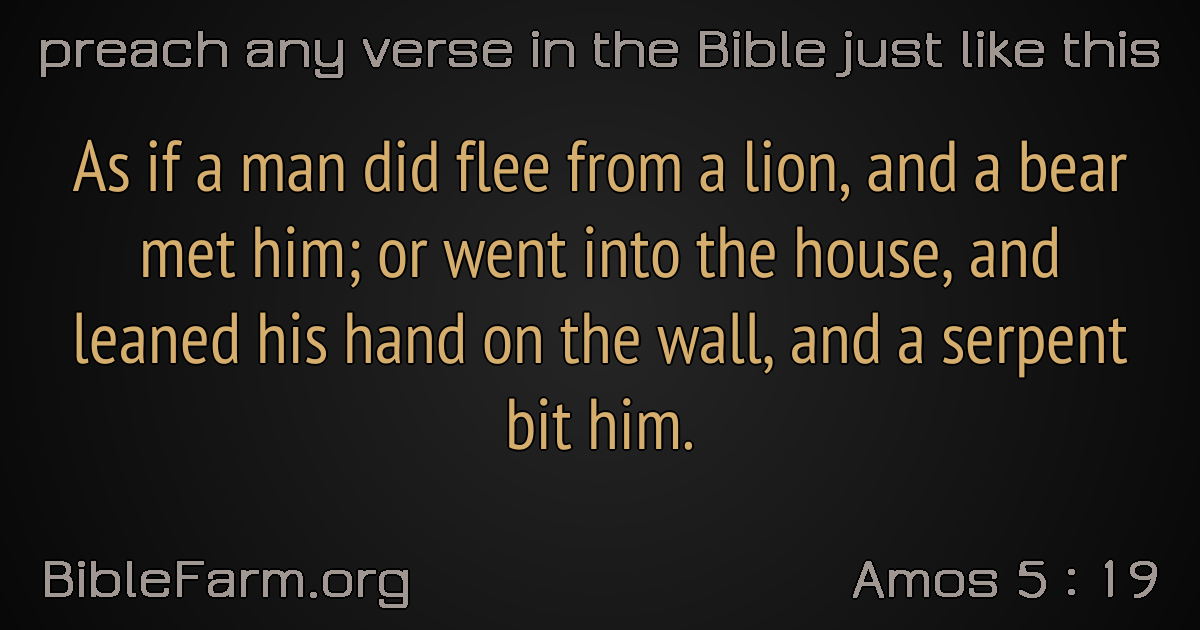 preach any verse in the Bible just like this
As if a man did flee from a lion, and a bear
met him; or went into the house, and
leaned his hand on the wall, and a serpent
bit him.
BibleFarm.org
Amos 5 : 19